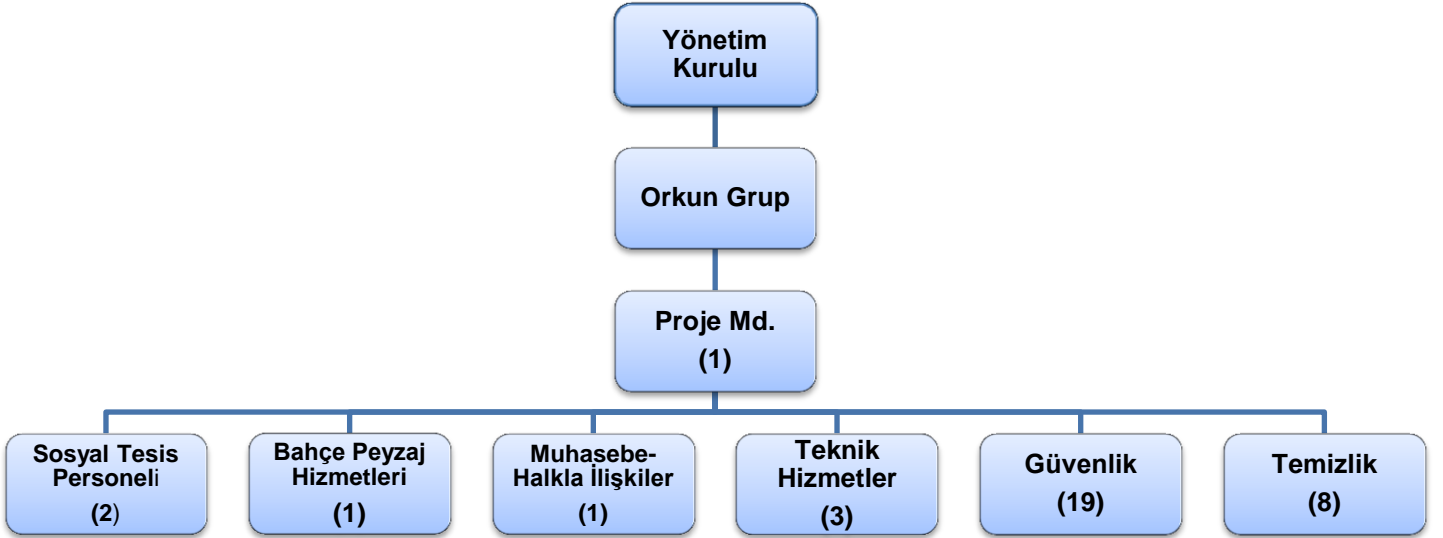 Yönetim
Kurulu
Orkun Grup
Proje Md.
(1)
Sosyal Tesis
Personeli
(2)
Bahçe Peyzaj
Hizmetleri
(1)
Muhasebe-
Halkla İlişkiler
(1)
Teknik
Hizmetler
(3)
Güvenlik
(19)
Temizlik
(8)